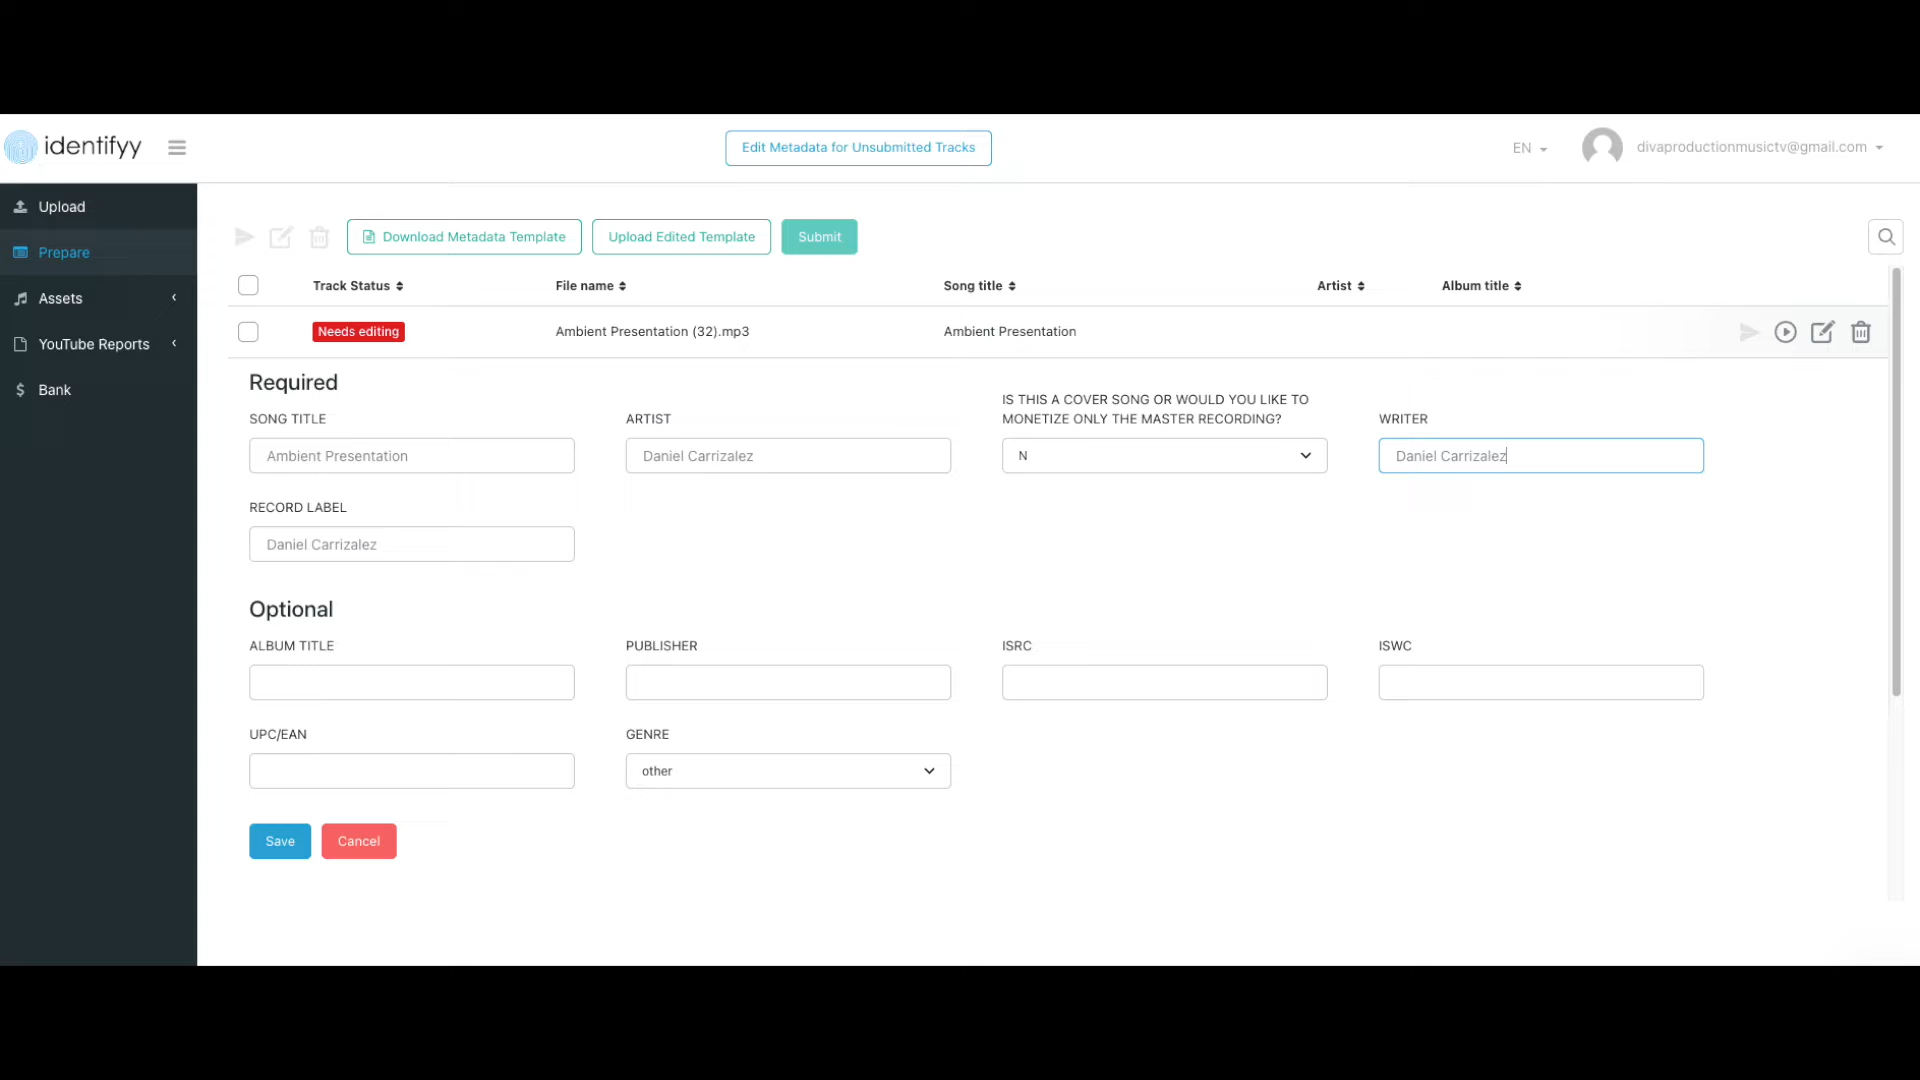 identifyy
Edit Metadata for Unsubmitted Tracks
EN
divaproductionmusictv@gmail.com
Upload
Prepare
Assets
YouTube Reports
Bank
Download Metadata Template
Upload Edited Template
Submit
Track Status File name Song title Artist Album title
Needs editing Ambient Presentation (32).mp3 Ambient Presentation
Required
SONG TITLE
Ambient Presentation
ARTIST
Daniel Carrizalez
IS THIS A COVER SONG OR WOULD YOU LIKE TO
MONETIZE ONLY THE MASTER RECORDING?
N
WRITER
Daniel Carrizalez
RECORD LABEL
Daniel Carrizalez
Optional
ALBUM TITLE
PUBLISHER
ISRC
ISWC
UPC/EAN
GENRE
other
Save
Cancel